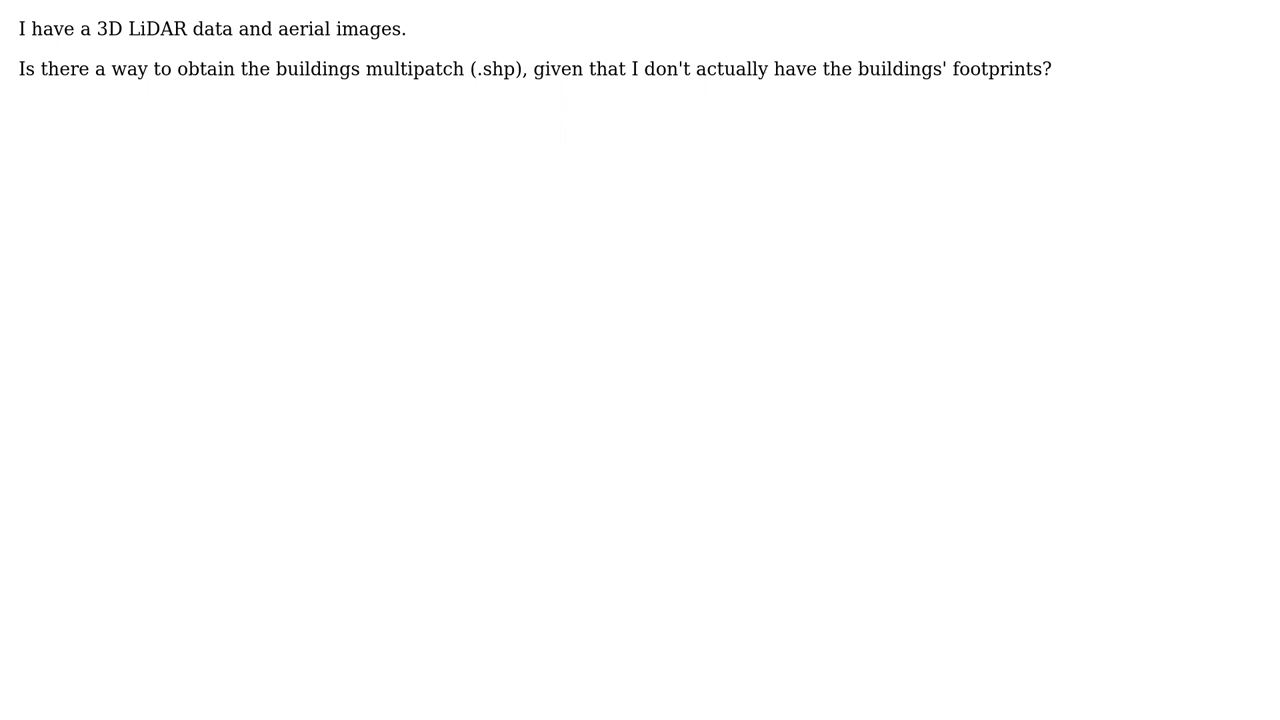 I have a 3D LiDAR data and aerial images.
Is there a way to obtain the buildings multipatch (.shp), given that I don't actually have the buildings' footprints?